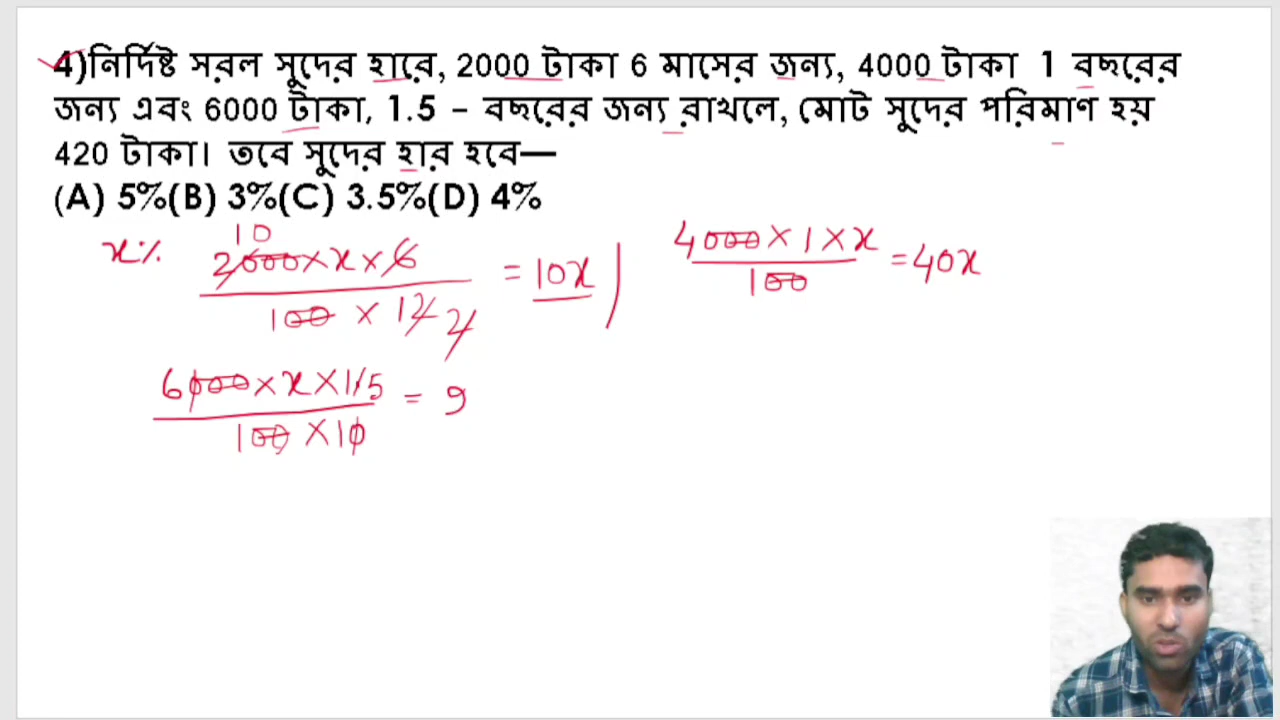 4)নির্দিষ্ট সরল সুদের হারে, 2000 টাকা 6 মাসের জন্য, 4000 টাকা 1 বছরের
জন্য এবং 6000 টাকা, 1.5 – বছরের জন্য রাখলে, মোট সুদের পরিমাণ হয়
420 টাকা। তবে সুদের হার হবে—
(A) 5%(B) 3%(C) 3.5%(D) 4%
x%
10
2000 × x × 6 / 100 × 12 2 = 10x
4000 × 1 × x / 100 = 40x
6000 × x × 1.5 / 100 × 10 = 9